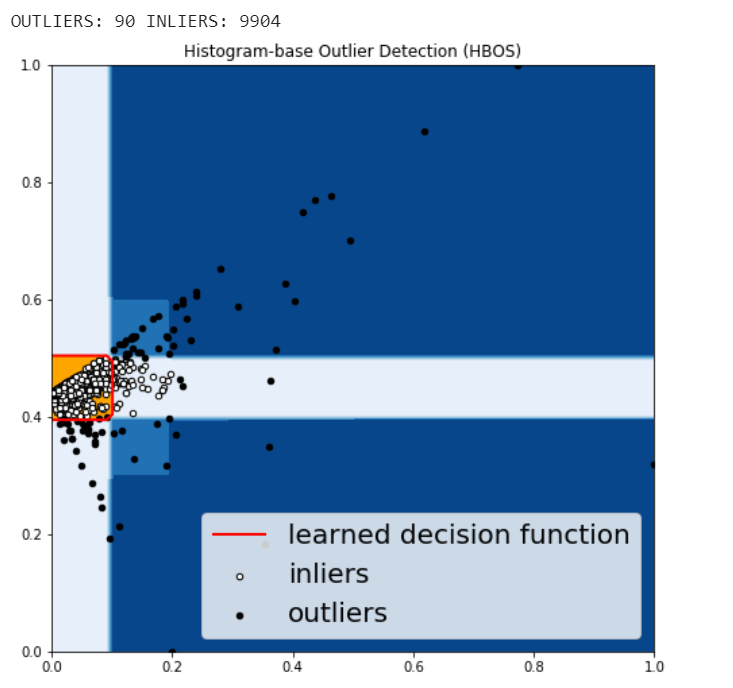 OUTLIERS: 90 INLIERS: 9904
Histogram-base Outlier Detection (HBOS)
1.0
0.8
0.6
0.4
0.2
0.0
learned decision function
inliers
outliers
0.0 0.2 0.4 0.6 0.8 1.0